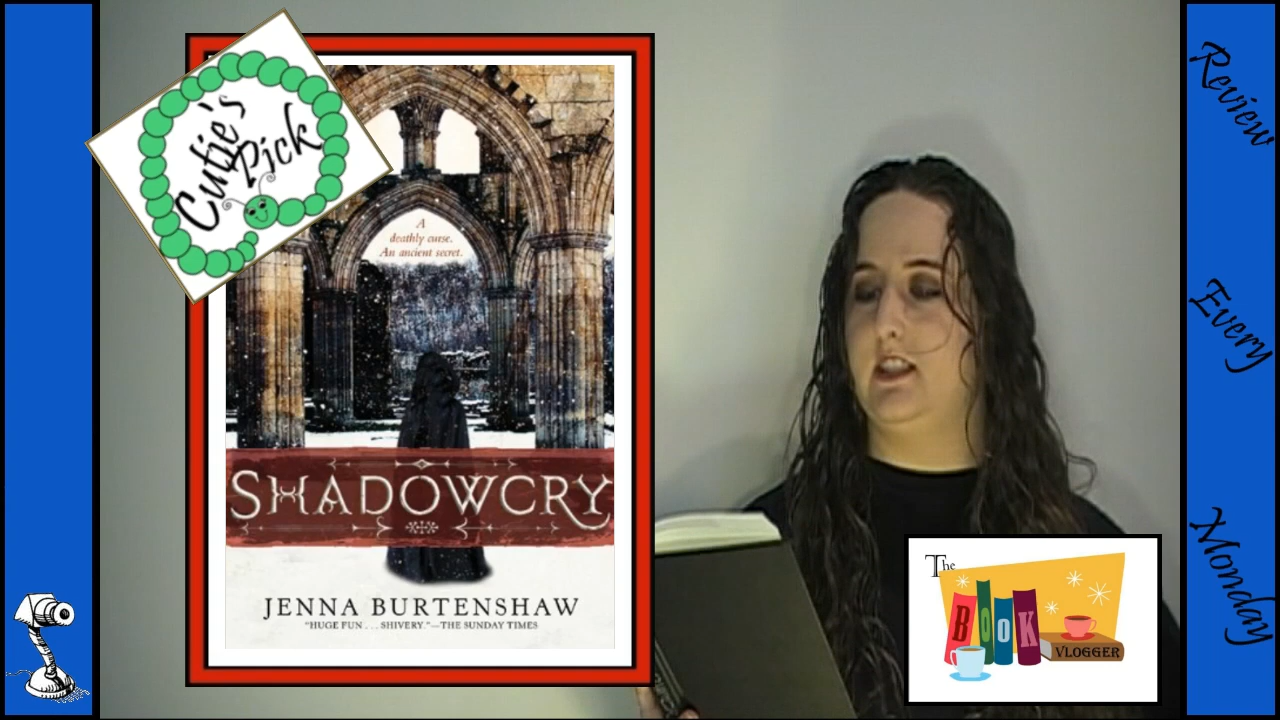 Cutie's
Pick
A
deathly curse.
An ancient secret.
SHADOWCRY
JENNA BURTENSHAW
"HUGE FUN . . . SHIVERY."—THE SUNDAY TIMES
Review
Every
Monday
The
BOOK
VLOGGER